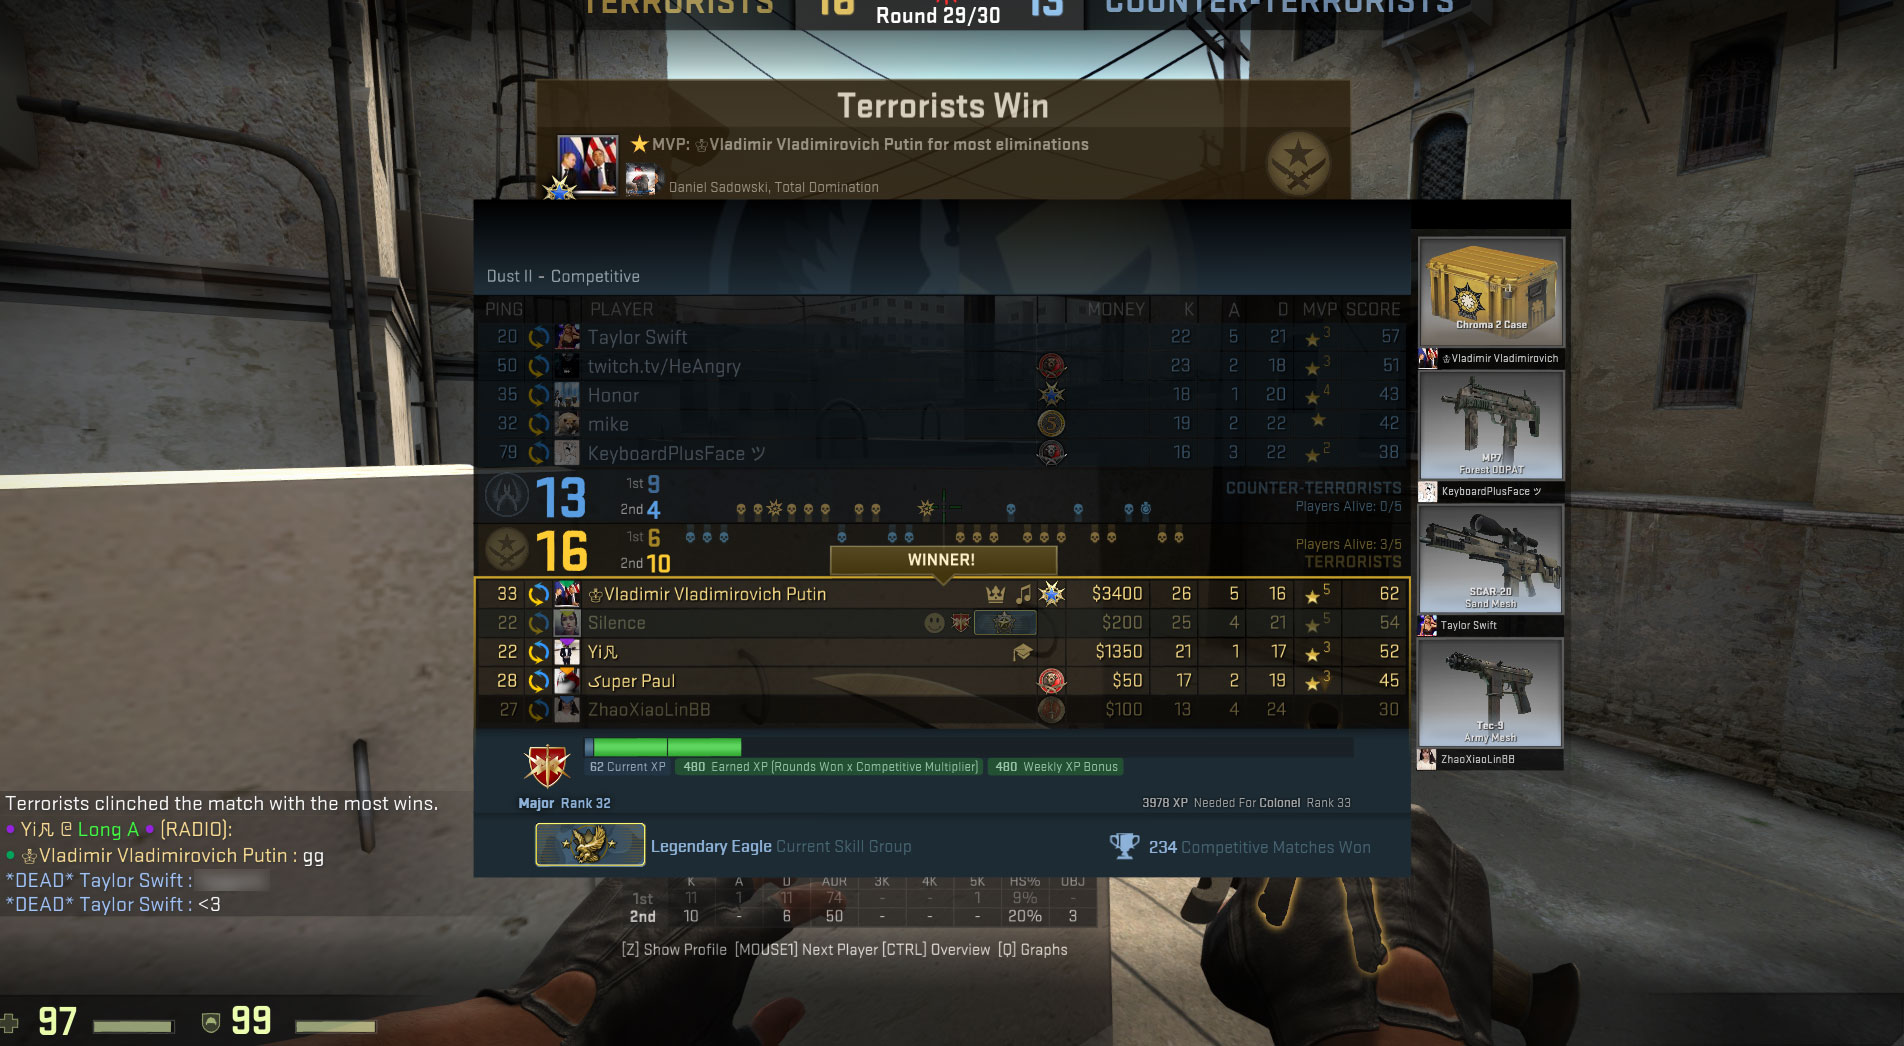 TERRORISTS 16 Round 29/30 13 COUNTER-TERRORISTS
Terrorists Win
MVP: ♔Vladimir Vladimirovich Putin for most eliminations
Daniel Sadowski, Total Domination
Dust II - Competitive
PING PLAYER MONEY K A D MVP SCORE
20 Taylor Swift 22 5 21 3 57
50 twitch.tv/HeAngry 23 2 18 3 51
35 Honor 18 1 20 4 43
32 mike 19 2 22 42
79 KeyboardPlusFace ツ 16 3 22 2 38
13 1st 9 COUNTER-TERRORISTS
2nd 4 Players Alive: 0/5
16 1st 6 Players Alive: 3/5
2nd 10 TERRORISTS
WINNER!
33 ♔Vladimir Vladimirovich Putin $3400 26 5 16 5 62
22 Silence $200 25 4 21 5 54
22 Yi凡 $1350 21 1 17 3 52
28 کuper Paul $50 17 2 19 3 45
27 ZhaoXiaoLinBB $100 13 4 24 30
62 Current XP 480 Earned XP (Rounds Won x Competitive Multiplier) 480 Weekly XP Bonus
Major Rank 32 3978 XP Needed For Colonel Rank 33
Legendary Eagle Current Skill Group 234 Competitive Matches Won
Chroma 2 Case
♔Vladimir Vladimirovich
MP7
Forest DDPAT
KeyboardPlusFace ツ
SCAR-20
Sand Mesh
Taylor Swift
Tec-9
Army Mesh
ZhaoXiaoLinBB
K A D ADR 3K 4K 5K HS% OBJ
1st 11 1 11 74 - - 1 9% -
2nd 10 - 6 50 - - - 20% 3
[Z] Show Profile [MOUSE1] Next Player [CTRL] Overview [Q] Graphs
Terrorists clinched the match with the most wins.
Yi凡 @ Long A • (RADIO):
♔Vladimir Vladimirovich Putin : gg
*DEAD* Taylor Swift :
*DEAD* Taylor Swift : <3
97 99